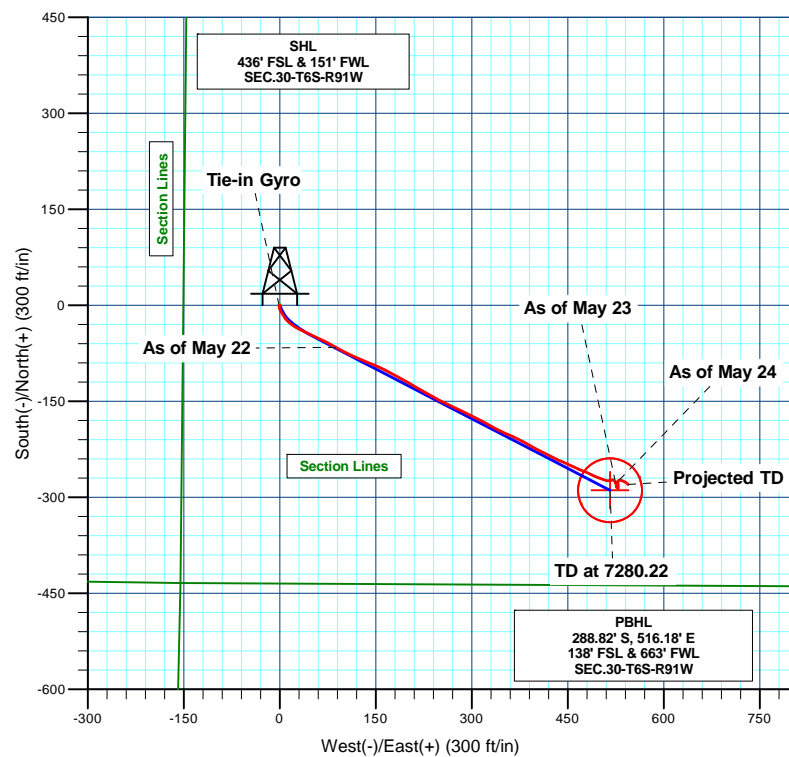 450
SHL
436' FSL & 151' FWL
SEC.30-T6S-R91W
300
Section Lines
150
Tie-in Gyro
South(-)/North(+) (300 ft/in)
0
As of May 23
As of May 22
As of May 24
-150
Section Lines
Projected TD
-300
TD at 7280.22
-450
PBHL
288.82' S, 516.18' E
138' FSL & 663' FWL
SEC.30-T6S-R91W
-600
-300 -150 0 150 300 450 600 750
West(-)/East(+) (300 ft/in)